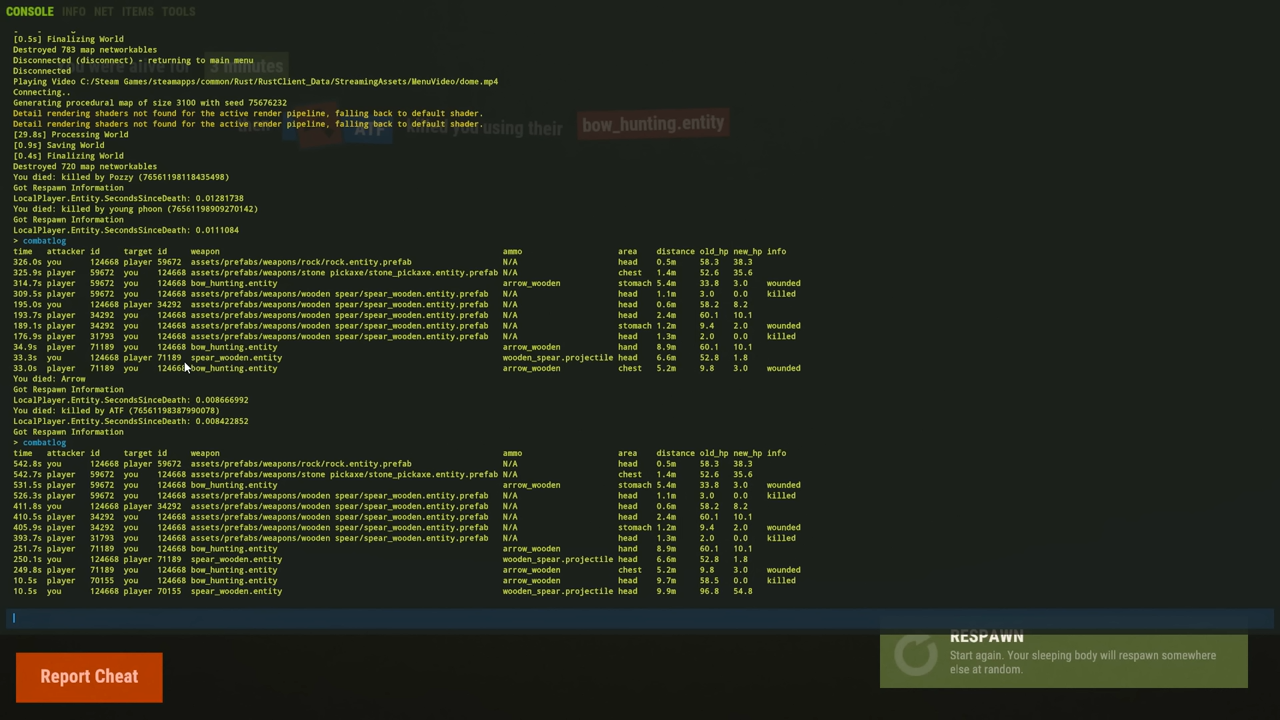 CONSOLE INFO NET ITEMS TOOLS
[0.5s] Finalizing World
Destroyed 783 map networkables
Disconnected (disconnect) - returning to main menu
were alive for 3 minutes
Disconnected
Playing Video C:/Steam Games/steamapps/common/Rust/RustClient_Data/StreamingAssets/MenuVideo/dome.mp4
Connecting..
Generating procedural map of size 3100 with seed 75676232
Detail rendering shaders not found for the active render pipeline, falling back to default shader.
Detail rendering shaders not found for the active render pipeline, falling back to default shader.
ATF killed you using their bow_hunting.entity
[29.8s] Processing World
[0.9s] Saving World
[0.4s] Finalizing World
Destroyed 720 map networkables
You died: killed by Pozzy (76561198118435498)
Got Respawn Information
LocalPlayer.Entity.SecondsSinceDeath: 0.01281738
You died: killed by young phoon (76561198909270142)
Got Respawn Information
LocalPlayer.Entity.SecondsSinceDeath: 0.0111084
> combatlog
time attacker id target id weapon ammo area distance old_hp new_hp info
326.0s you 124668 player 59672 assets/prefabs/weapons/rock/rock.entity.prefab N/A head 0.5m 58.3 38.3
325.9s player 59672 you 124668 assets/prefabs/weapons/stone pickaxe/stone_pickaxe.entity.prefab N/A chest 1.4m 52.6 35.6
314.7s player 59672 you 124668 bow_hunting.entity arrow_wooden stomach 5.4m 33.8 3.0 wounded
309.5s player 59672 you 124668 assets/prefabs/weapons/wooden spear/spear_wooden.entity.prefab N/A head 1.1m 3.0 0.0 killed
195.0s you 124668 player 34292 assets/prefabs/weapons/wooden spear/spear_wooden.entity.prefab N/A head 0.6m 58.2 8.2
193.7s player 34292 you 124668 assets/prefabs/weapons/wooden spear/spear_wooden.entity.prefab N/A head 2.4m 60.1 10.1
189.1s player 34292 you 124668 assets/prefabs/weapons/wooden spear/spear_wooden.entity.prefab N/A stomach 1.2m 9.4 2.0 wounded
176.9s player 31793 you 124668 assets/prefabs/weapons/wooden spear/spear_wooden.entity.prefab N/A head 1.3m 2.0 0.0 killed
34.9s player 71189 you 124668 bow_hunting.entity arrow_wooden hand 8.9m 60.1 10.1
33.3s you 124668 player 71189 spear_wooden.entity wooden_spear.projectile head 6.6m 52.8 1.8
33.0s player 71189 you 124668 bow_hunting.entity arrow_wooden chest 5.2m 9.8 3.0 wounded
You died: Arrow
Got Respawn Information
LocalPlayer.Entity.SecondsSinceDeath: 0.008666992
You died: killed by ATF (76561198387990078)
LocalPlayer.Entity.SecondsSinceDeath: 0.008422852
Got Respawn Information
> combatlog
time attacker id target id weapon ammo area distance old_hp new_hp info
542.8s you 124668 player 59672 assets/prefabs/weapons/rock/rock.entity.prefab N/A head 0.5m 58.3 38.3
542.7s player 59672 you 124668 assets/prefabs/weapons/stone pickaxe/stone_pickaxe.entity.prefab N/A chest 1.4m 52.6 35.6
531.5s player 59672 you 124668 bow_hunting.entity arrow_wooden stomach 5.4m 33.8 3.0 wounded
526.3s player 59672 you 124668 assets/prefabs/weapons/wooden spear/spear_wooden.entity.prefab N/A head 1.1m 3.0 0.0 killed
411.8s you 124668 player 34292 assets/prefabs/weapons/wooden spear/spear_wooden.entity.prefab N/A head 0.6m 58.2 8.2
410.5s player 34292 you 124668 assets/prefabs/weapons/wooden spear/spear_wooden.entity.prefab N/A head 2.4m 60.1 10.1
405.9s player 34292 you 124668 assets/prefabs/weapons/wooden spear/spear_wooden.entity.prefab N/A stomach 1.2m 9.4 2.0 wounded
393.7s player 31793 you 124668 assets/prefabs/weapons/wooden spear/spear_wooden.entity.prefab N/A head 1.3m 2.0 0.0 killed
251.7s player 71189 you 124668 bow_hunting.entity arrow_wooden hand 8.9m 60.1 10.1
250.1s you 124668 player 71189 spear_wooden.entity wooden_spear.projectile head 6.6m 52.8 1.8
249.8s player 71189 you 124668 bow_hunting.entity arrow_wooden chest 5.2m 9.8 3.0 wounded
10.5s player 70155 you 124668 bow_hunting.entity arrow_wooden head 9.7m 58.5 0.0 killed
10.5s you 124668 player 70155 spear_wooden.entity wooden_spear.projectile head 9.9m 96.8 54.8
RESPAWN
Start again. Your sleeping body will respawn somewhere
else at random.
Report Cheat